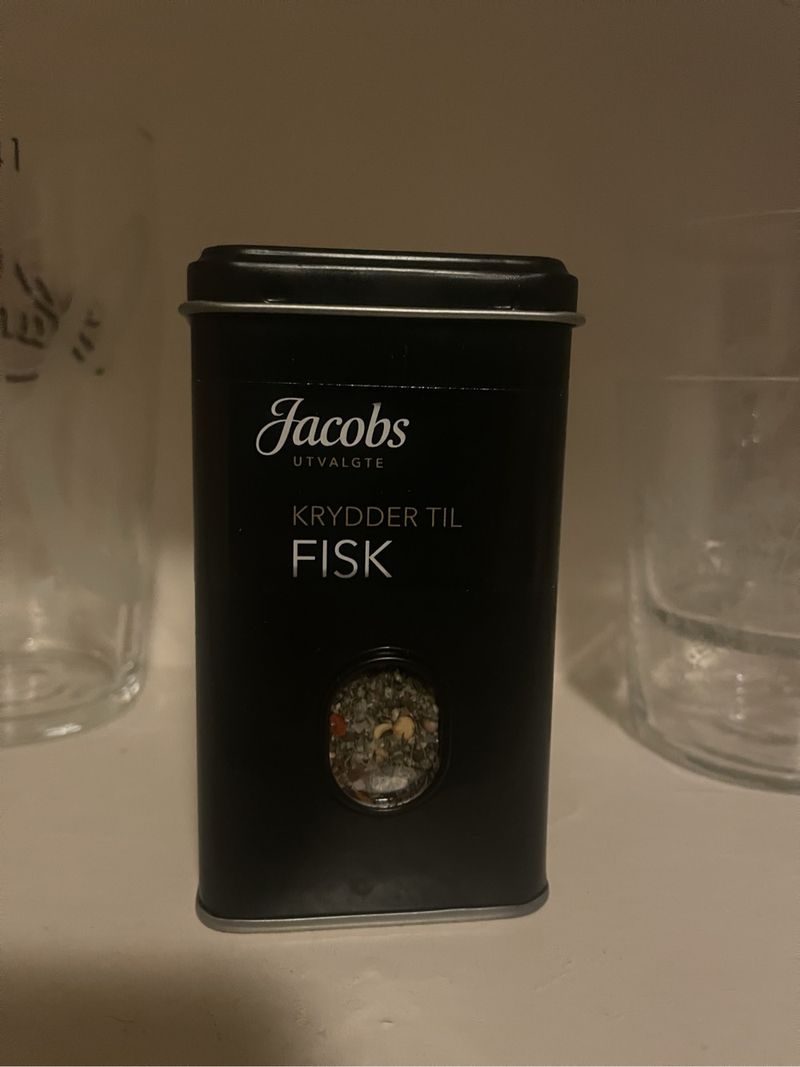 Jacobs
UTVALGTE
KRYDDER TIL
FISK